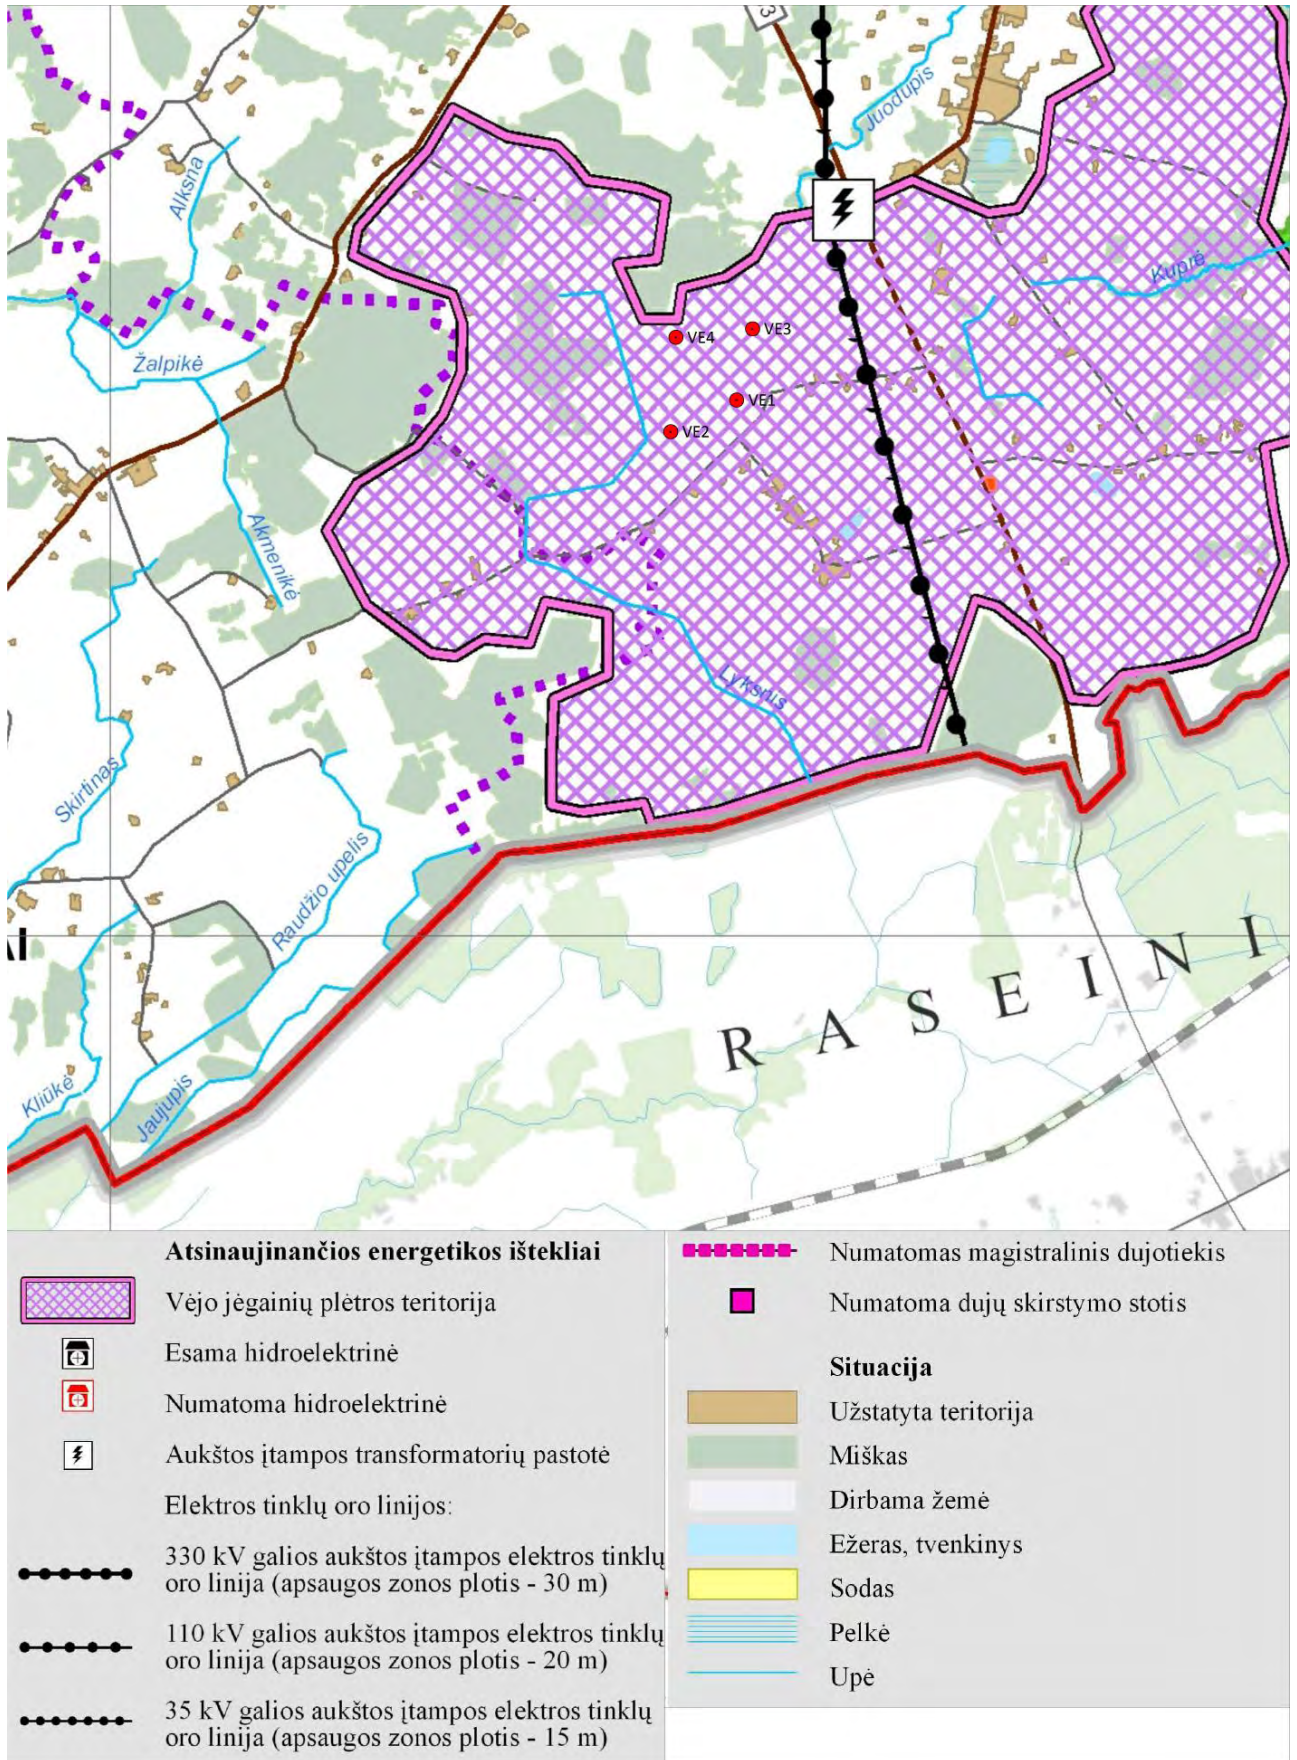 3
Juodupis
Alksna
Kuprė
VE4
VE3
Žalpikė
VE1
VE2
Akmenikė
Lyksnis
Skirtinas
Raudžio upelis
RASEINI
Kliūkė
Jaujupis
Atsinaujinančios energetikos ištekliai
Vėjo jėgainių plėtros teritorija
Esama hidroelektrinė
Numatoma hidroelektrinė
Aukštos įtampos transformatorių pastotė
Elektros tinklų oro linijos:
330 kV galios aukštos įtampos elektros tinklų
oro linija (apsaugos zonos plotis - 30 m)
110 kV galios aukštos įtampos elektros tinklų
oro linija (apsaugos zonos plotis - 20 m)
35 kV galios aukštos įtampos elektros tinklų
oro linija (apsaugos zonos plotis - 15 m)
Numatomas magistralinis dujotiekis
Numatoma dujų skirstymo stotis
Situacija
Užstatyta teritorija
Miškas
Dirbama žemė
Ežeras, tvenkinys
Sodas
Pelkė
Upė